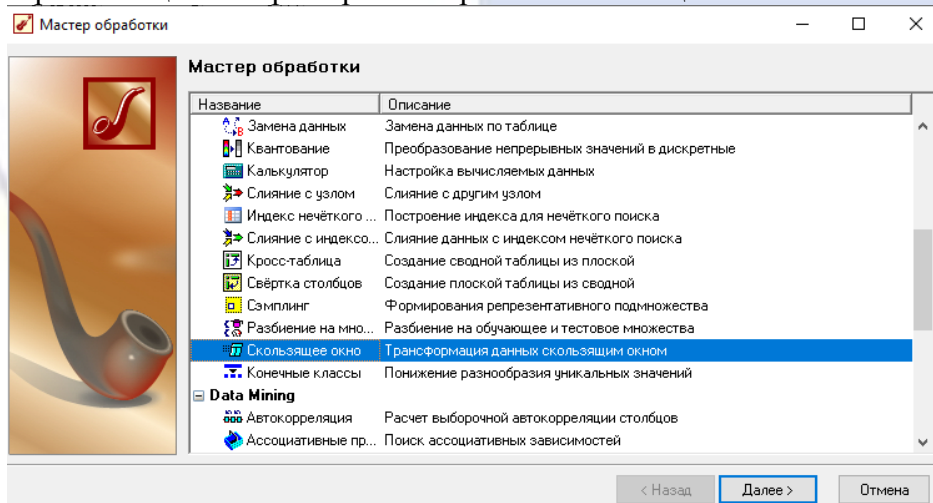 Мастер обработки
Мастер обработки
Название Описание
Замена данных Замена данных по таблице
Квантование Преобразование непрерывных значений в дискретные
Калькулятор Настройка вычисляемых данных
Слияние с узлом Слияние с другим узлом
Индекс нечёткого ... Построение индекса для нечёткого поиска
Слияние с индексо... Слияние данных с индексом нечёткого поиска
Кросс-таблица Создание сводной таблицы из плоской
Свёртка столбцов Создание плоской таблицы из сводной
Сэмплинг Формирования репрезентативного подмножества
Разбиение на мно... Разбиение на обучающее и тестовое множества
Скользящее окно Трансформация данных скользящим окном
Конечные классы Понижение разнообразия уникальных значений
Data Mining
Автокорреляция Расчет выборочной автокорреляции столбцов
Ассоциативные пр... Поиск ассоциативных зависимостей
< Назад Далее > Отмена